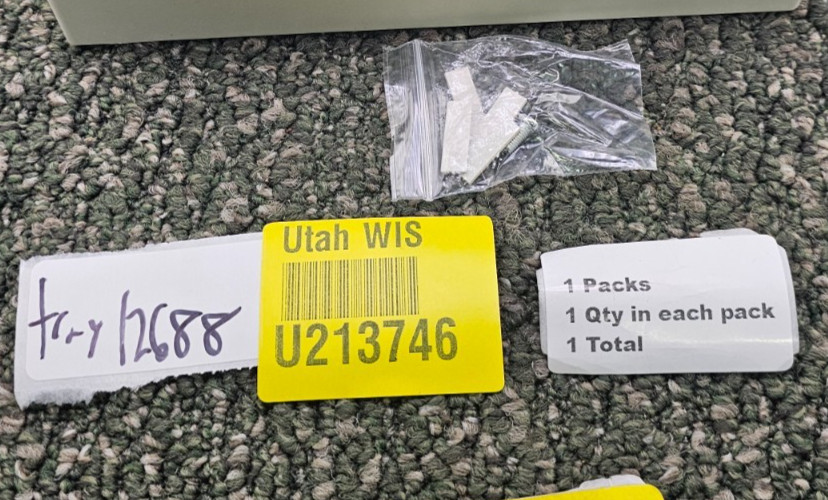 tray 12688
Utah WIS
U213746
1 Packs
1 Qty in each pack
1 Total